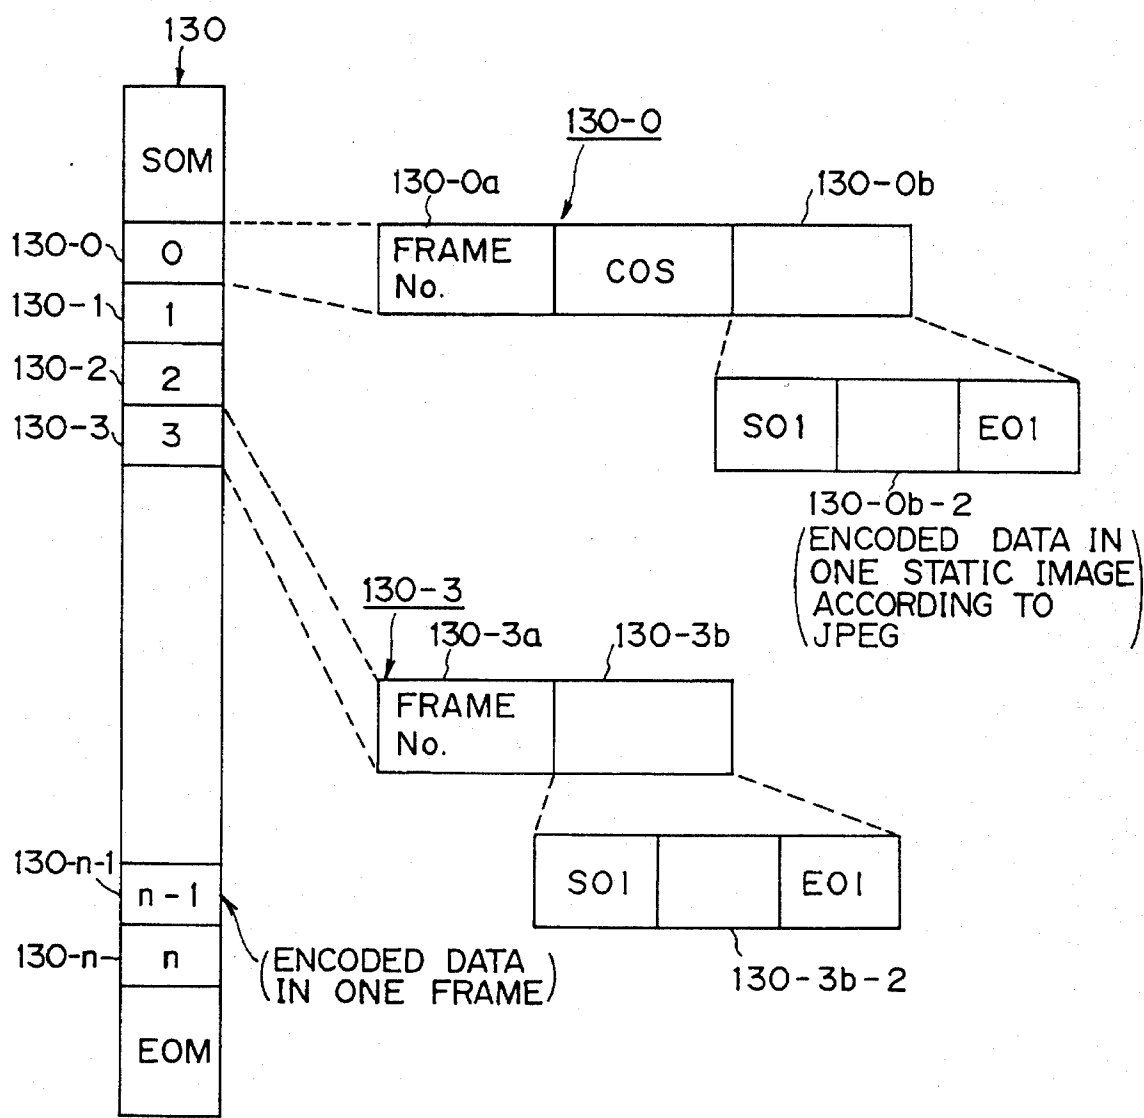 130
SOM
130-0
130-0a
130-0b
130-0
0
FRAME
No.
COS
130-1
1
130-2
2
130-3
3
SO1
EO1
130-0b-2
(ENCODED DATA IN
ONE STATIC IMAGE
ACCORDING TO
JPEG)
130-3
130-3a
130-3b
FRAME
No.
SO1
EO1
130-3b-2
130-n-1
n-1
130-n
n
(ENCODED DATA
IN ONE FRAME)
EOM